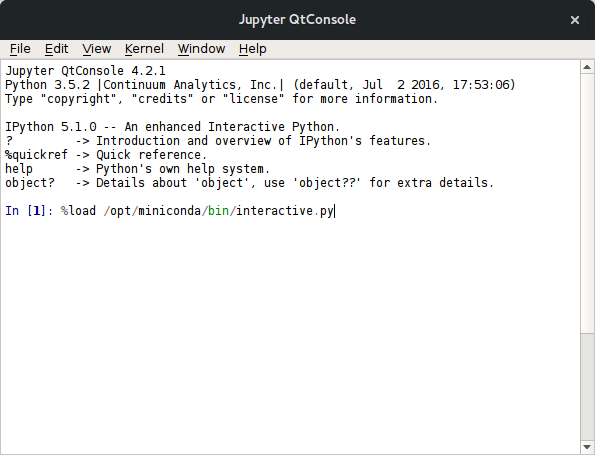 Jupyter QtConsole
File Edit View Kernel Window Help
Jupyter QtConsole 4.2.1
Python 3.5.2 |Continuum Analytics, Inc.| (default, Jul  2 2016, 17:53:06)
Type "copyright", "credits" or "license" for more information.
IPython 5.1.0 -- An enhanced Interactive Python.
?         -> Introduction and overview of IPython's features.
%quickref -> Quick reference.
help      -> Python's own help system.
object?   -> Details about 'object', use 'object??' for extra details.
In [1]: %load /opt/miniconda/bin/interactive.py